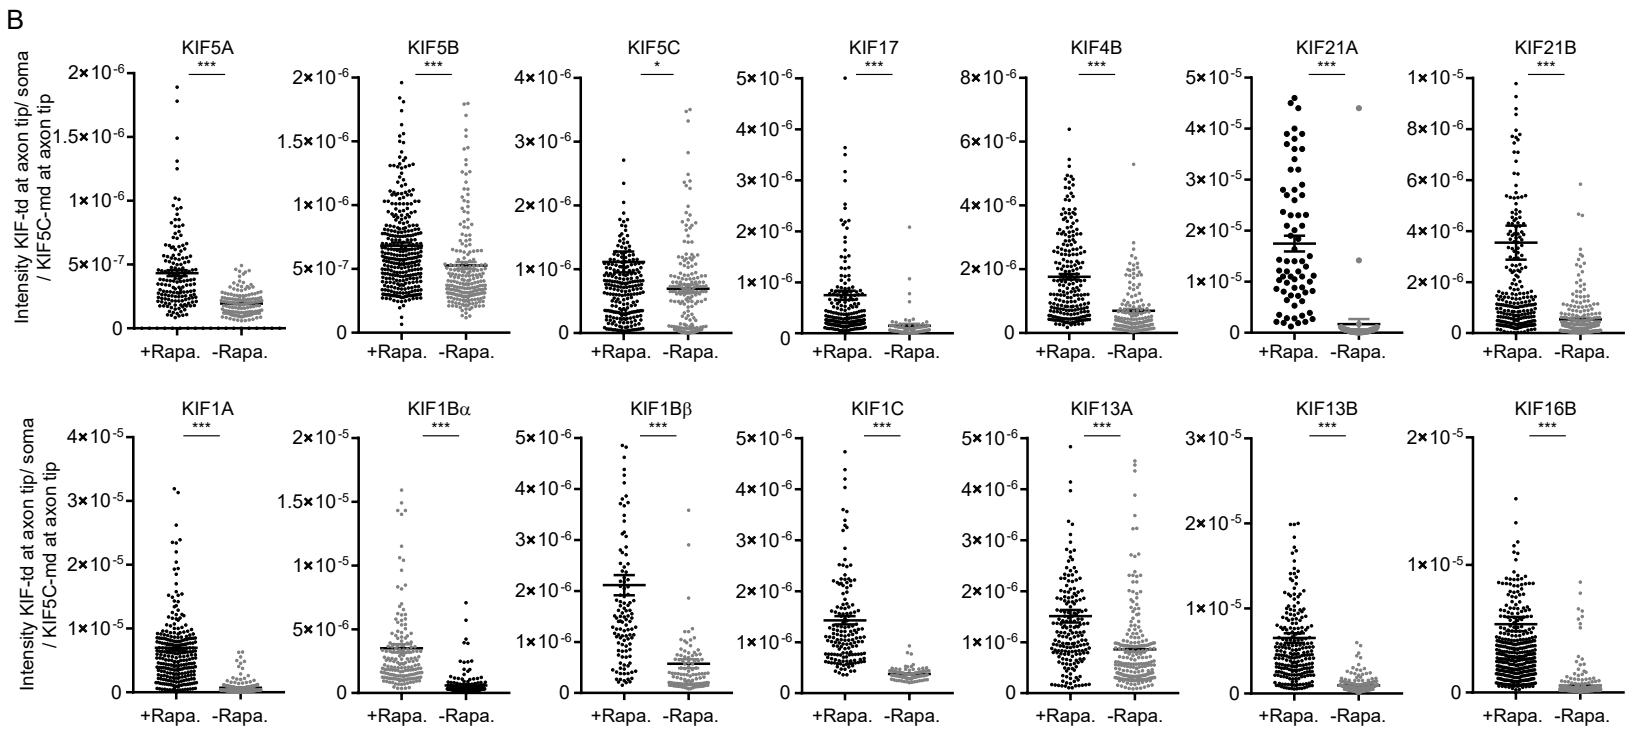 B
KIF5A KIF5B KIF5C KIF17 KIF4B KIF21A KIF21B
*** *** * *** *** *** ***
Intensity KIF-td at axon tip/ soma
/ KIF5C-md at axon tip
2×10-6 2×10-6 4×10-6 5×10-6 8×10-6 5×10-5 1×10-5
1.5×10-6 1.5×10-6 3×10-6 4×10-6 6×10-6 4×10-5 8×10-6
1×10-6 1×10-6 2×10-6 3×10-6 4×10-6 3×10-5 6×10-6
5×10-7 5×10-7 1×10-6 2×10-6 2×10-6 2×10-5 4×10-6
1×10-6 1×10-5 2×10-6
0 0 0 0 0 0 0
+Rapa. -Rapa. +Rapa. -Rapa. +Rapa. -Rapa. +Rapa. -Rapa. +Rapa. -Rapa. +Rapa. -Rapa. +Rapa. -Rapa.
KIF1A KIF1Bα KIF1Bβ KIF1C KIF13A KIF13B KIF16B
*** *** *** *** *** *** ***
Intensity KIF-td at axon tip/ soma
/ KIF5C-md at axon tip
4×10-5 2×10-5 5×10-6 5×10-6 5×10-6 3×10-5 2×10-5
3×10-5 1.5×10-5 4×10-6 4×10-6 4×10-6 2×10-5 1×10-5
2×10-5 1×10-5 3×10-6 3×10-6 3×10-6 1×10-5
1×10-5 5×10-6 2×10-6 2×10-6 2×10-6
1×10-6 1×10-6 1×10-6
0 0 0 0 0 0 0
+Rapa. -Rapa. +Rapa. -Rapa. +Rapa. -Rapa. +Rapa. -Rapa. +Rapa. -Rapa. +Rapa. -Rapa. +Rapa. -Rapa.